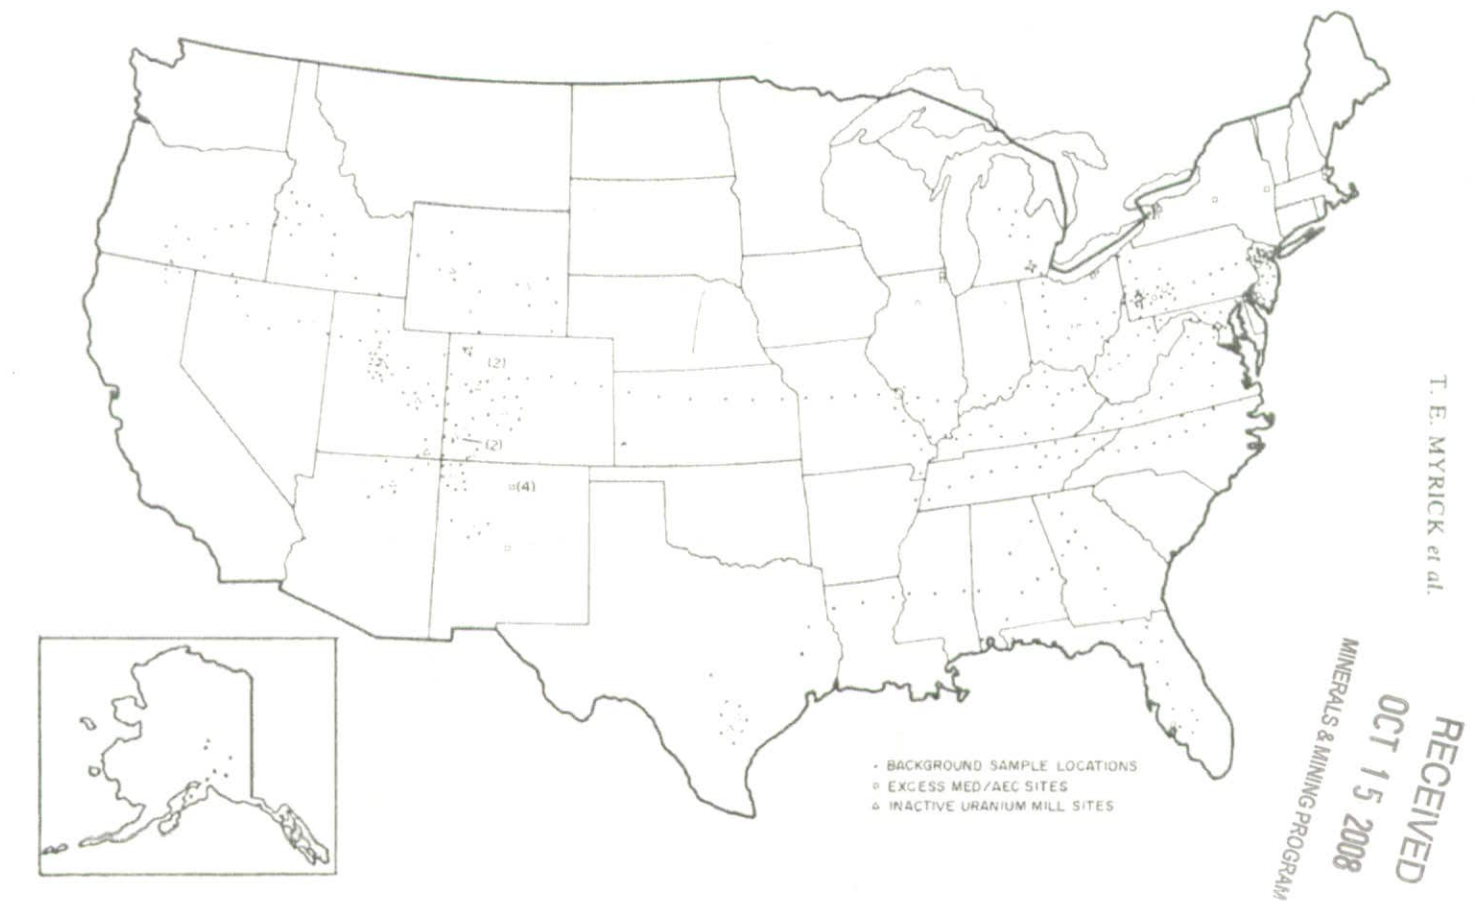 (2)
(2)
(4)
• BACKGROUND SAMPLE LOCATIONS
▫ EXCESS MED/AEC SITES
▵ INACTIVE URANIUM MILL SITES
T. E. MYRICK et al.
RECEIVED
OCT 15 2008
MINERALS & MINING PROGRAM